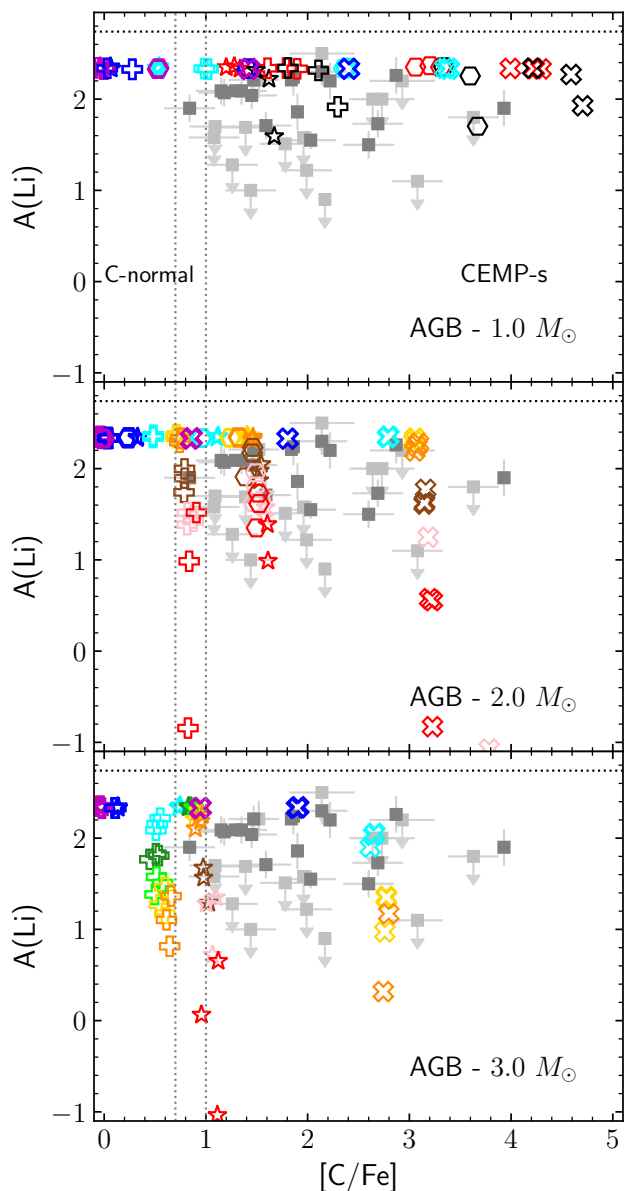 2
1
0
−1
A(Li)
C-normal
CEMP-s
AGB - 1.0 M⊙
2
1
0
−1
A(Li)
AGB - 2.0 M⊙
2
1
0
−1
A(Li)
AGB - 3.0 M⊙
0 1 2 3 4 5
[C/Fe]